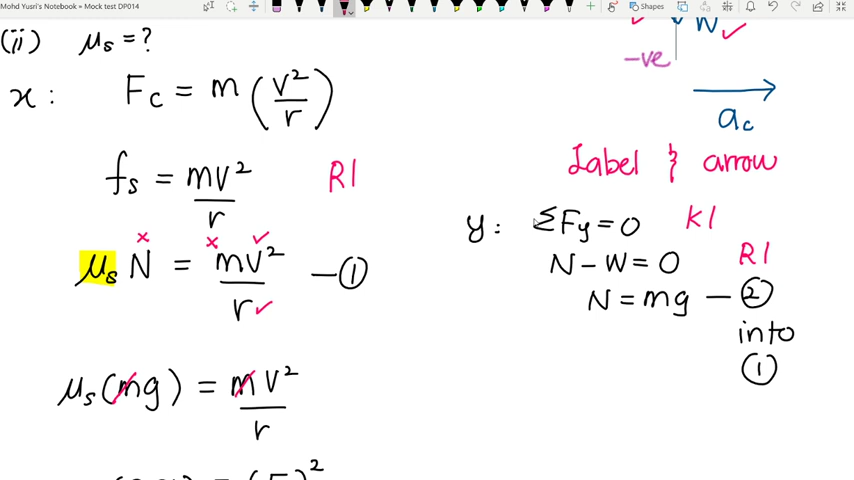 Mohd Yusri's Notebook » Mock test DP014
Shapes
(ii) μs = ?
x : Fc = m (v²/r)
fs = mv²/r R1
μs N = mv²/r —①
μs(mg) = mv²/r
W
-ve
ac
Label & arrow
y: ΣFy = 0 K1
N - W = 0 R1
N = mg — ②
into
①